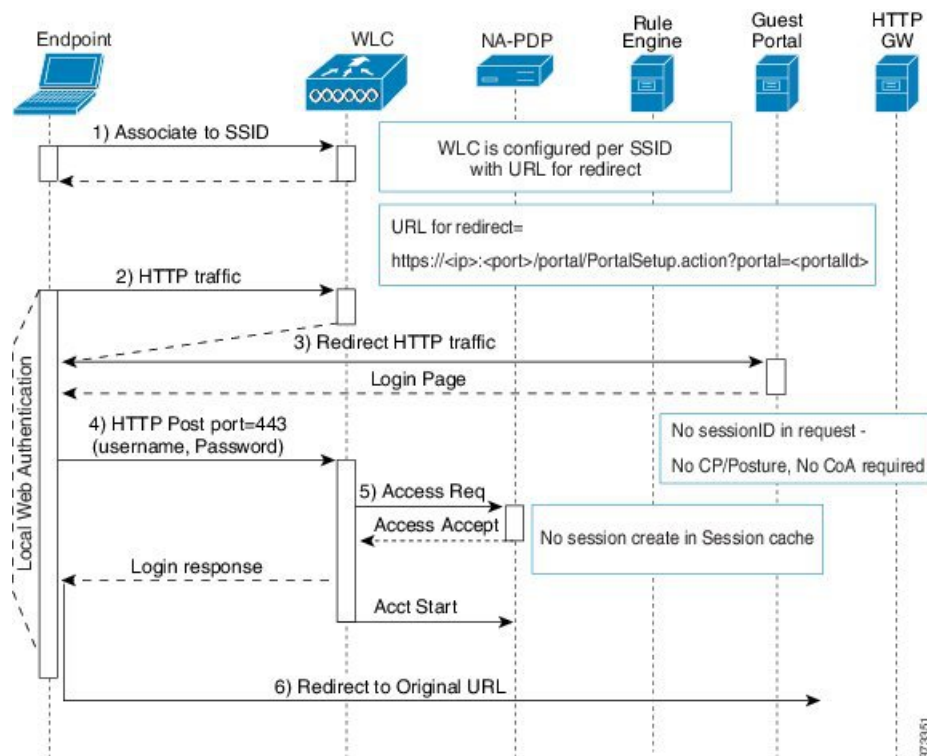 Endpoint
WLC
NA-PDP
Rule
Engine
Guest
Portal
HTTP
GW
1) Associate to SSID
WLC is configured per SSID
with URL for redirect
URL for redirect=
https://<ip>:<port>/portal/PortalSetup.action?portal=<portalId>
2) HTTP traffic
3) Redirect HTTP traffic
Login Page
4) HTTP Post port=443
(username, Password)
No sessionID in request -
No CP/Posture, No CoA required
5) Access Req
Access Accept
No session create in Session cache
Login response
Acct Start
6) Redirect to Original URL
Local Web Authentication